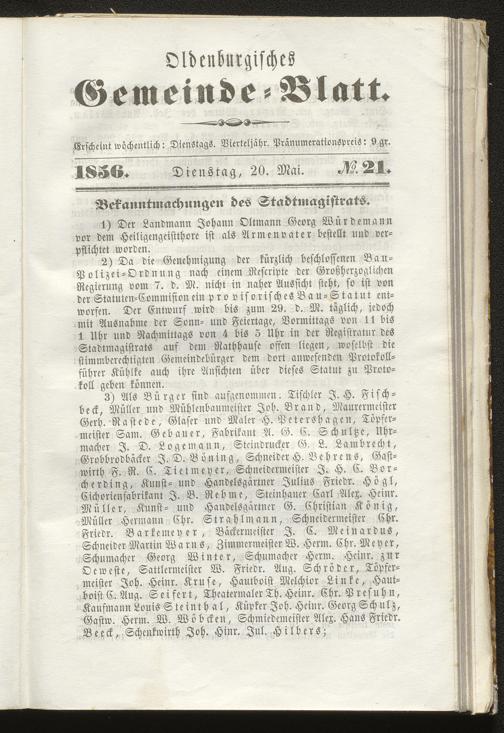 Oldenburgisches
Gemeinde-Blatt.
Erscheint wöchentlich: Dienstags. Vierteljähr. Pränumerationspreis: 9 gr.
1856. Dienstag, 20. Mai. №. 21.
Bekanntmachungen des Stadtmagistrats.
1) Der Landmann Johann Oltmann Georg Würdemann
vor dem Heiligengeistthore ist als Armenvater bestellt und ver-
pflichtet worden.
2) Da die Genehmigung der kürzlich beschlossenen Bau-
Polizei-Ordnung nach einem Rescripte der Großherzoglichen
Regierung vom 7. d. M. nicht in naher Aussicht steht, so ist von
der Statuten-Commision ein provisorisches Bau-Statut ent-
worfen. Der Entwurf wird bis zum 29. d. M. täglich, jedoch
mit Ausnahme der Sonn- und Feiertage, Vormittags von 11 bis
1 Uhr und Nachmittags von 4 bis 5 Uhr in der Registratur des
Stadtmagistrats auf dem Rathhause offen liegen, woselbst die
stimmberechtigten Gemeindebürger dem dort anwesenden Protokoll-
führer Kühlke auch ihre Ansichten über dieses Statut zu Proto-
koll geben können.
3) Als Bürger sind aufgenommen: Tischler J. H. Fisch-
beck, Müller und Mühlenbaumeister Joh. Brand, Maurermeister
Gerh. Rastede, Glaser und Maler H. Petershagen, Töpfer-
meister Sam. Gebauer, Fabrikant A. G. C. Schultze, Uhr-
macher J. D. Logemann, Steindrucker G. L. Lambrecht,
Grobbrodbäcker J. D. Böning, Schneider H. Behrens, Gast-
wirth F. R. C. Tietmeyer, Schneidermeister J. H. C. Bor-
cherding, Kunst- und Handelsgärtner Julius Friedr. Högl,
Cichorienfabrikant J. B. Rehme, Steinhauer Carl Alex. Heinr.
Müller, Kunst- und Handelsgärtner G. Christian König,
Müller Hermann Chr. Strahlmann, Schneidermeister Chr.
Friedr. Barkemeyer, Bäckermeister J. C. Meinardus,
Schneider Martin Warns, Zimmermeister W. Herm. Chr. Meyer,
Schumacher Georg Winter, Schumacher Herm. Heinr. zur
Oeweste, Sattlermeister W. Friedr. Aug. Schröder, Töpfer-
meister Joh. Heinr. Kruse, Hautboist Melchior Linke, Haut-
boist C. Aug. Seifert, Theatermaler Th. Heinr. Chr. Presuhn,
Kaufmann Louis Steinthal, Küpker Joh. Heinr. Georg Schulz,
Gastw. Herm. W. Wöbcken, Schmiedemeister Alex. Hans Friedr.
Beeck, Schenkwirth Joh. Hinr. Jul. Hilbers;